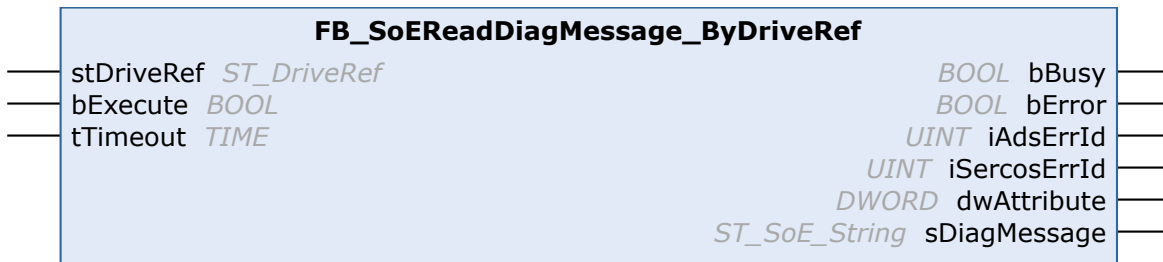 FB_SoEReadDiagMessage_ByDriveRef
stDriveRef ST_DriveRef BOOL bBusy
bExecute BOOL BOOL bError
tTimeout TIME UINT iAdsErrId
UINT iSercosErrId
DWORD dwAttribute
ST_SoE_String sDiagMessage